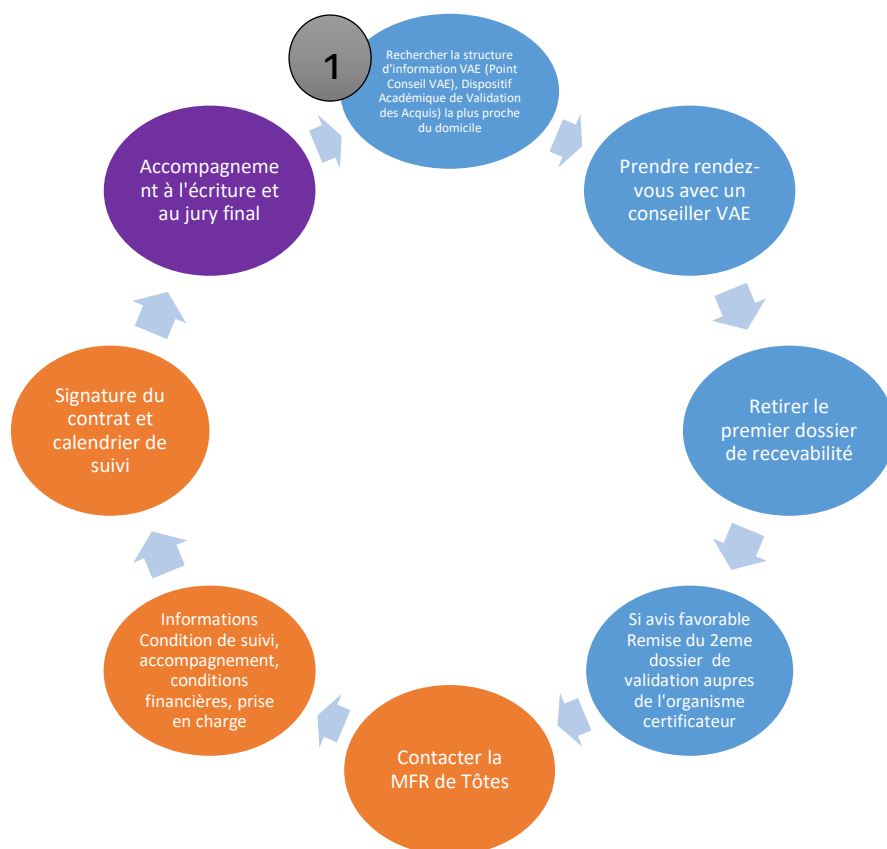 1
Rechercher la structure
d'information VAE (Point
Conseil VAE), Dispositif
Académique de Validation
des Acquis) la plus proche
du domicile
Prendre rendez-
vous avec un
conseiller VAE
Retirer le
premier dossier
de recevabilité
Si avis favorable
Remise du 2eme
dossier de
validation aupres
de l'organisme
certificateur
Contacter la
MFR de Tôtes
Informations
Condition de suivi,
accompagnement,
conditions
financières, prise
en charge
Signature du
contrat et
calendrier de
suivi
Accompagneme
nt à l'écriture et
au jury final